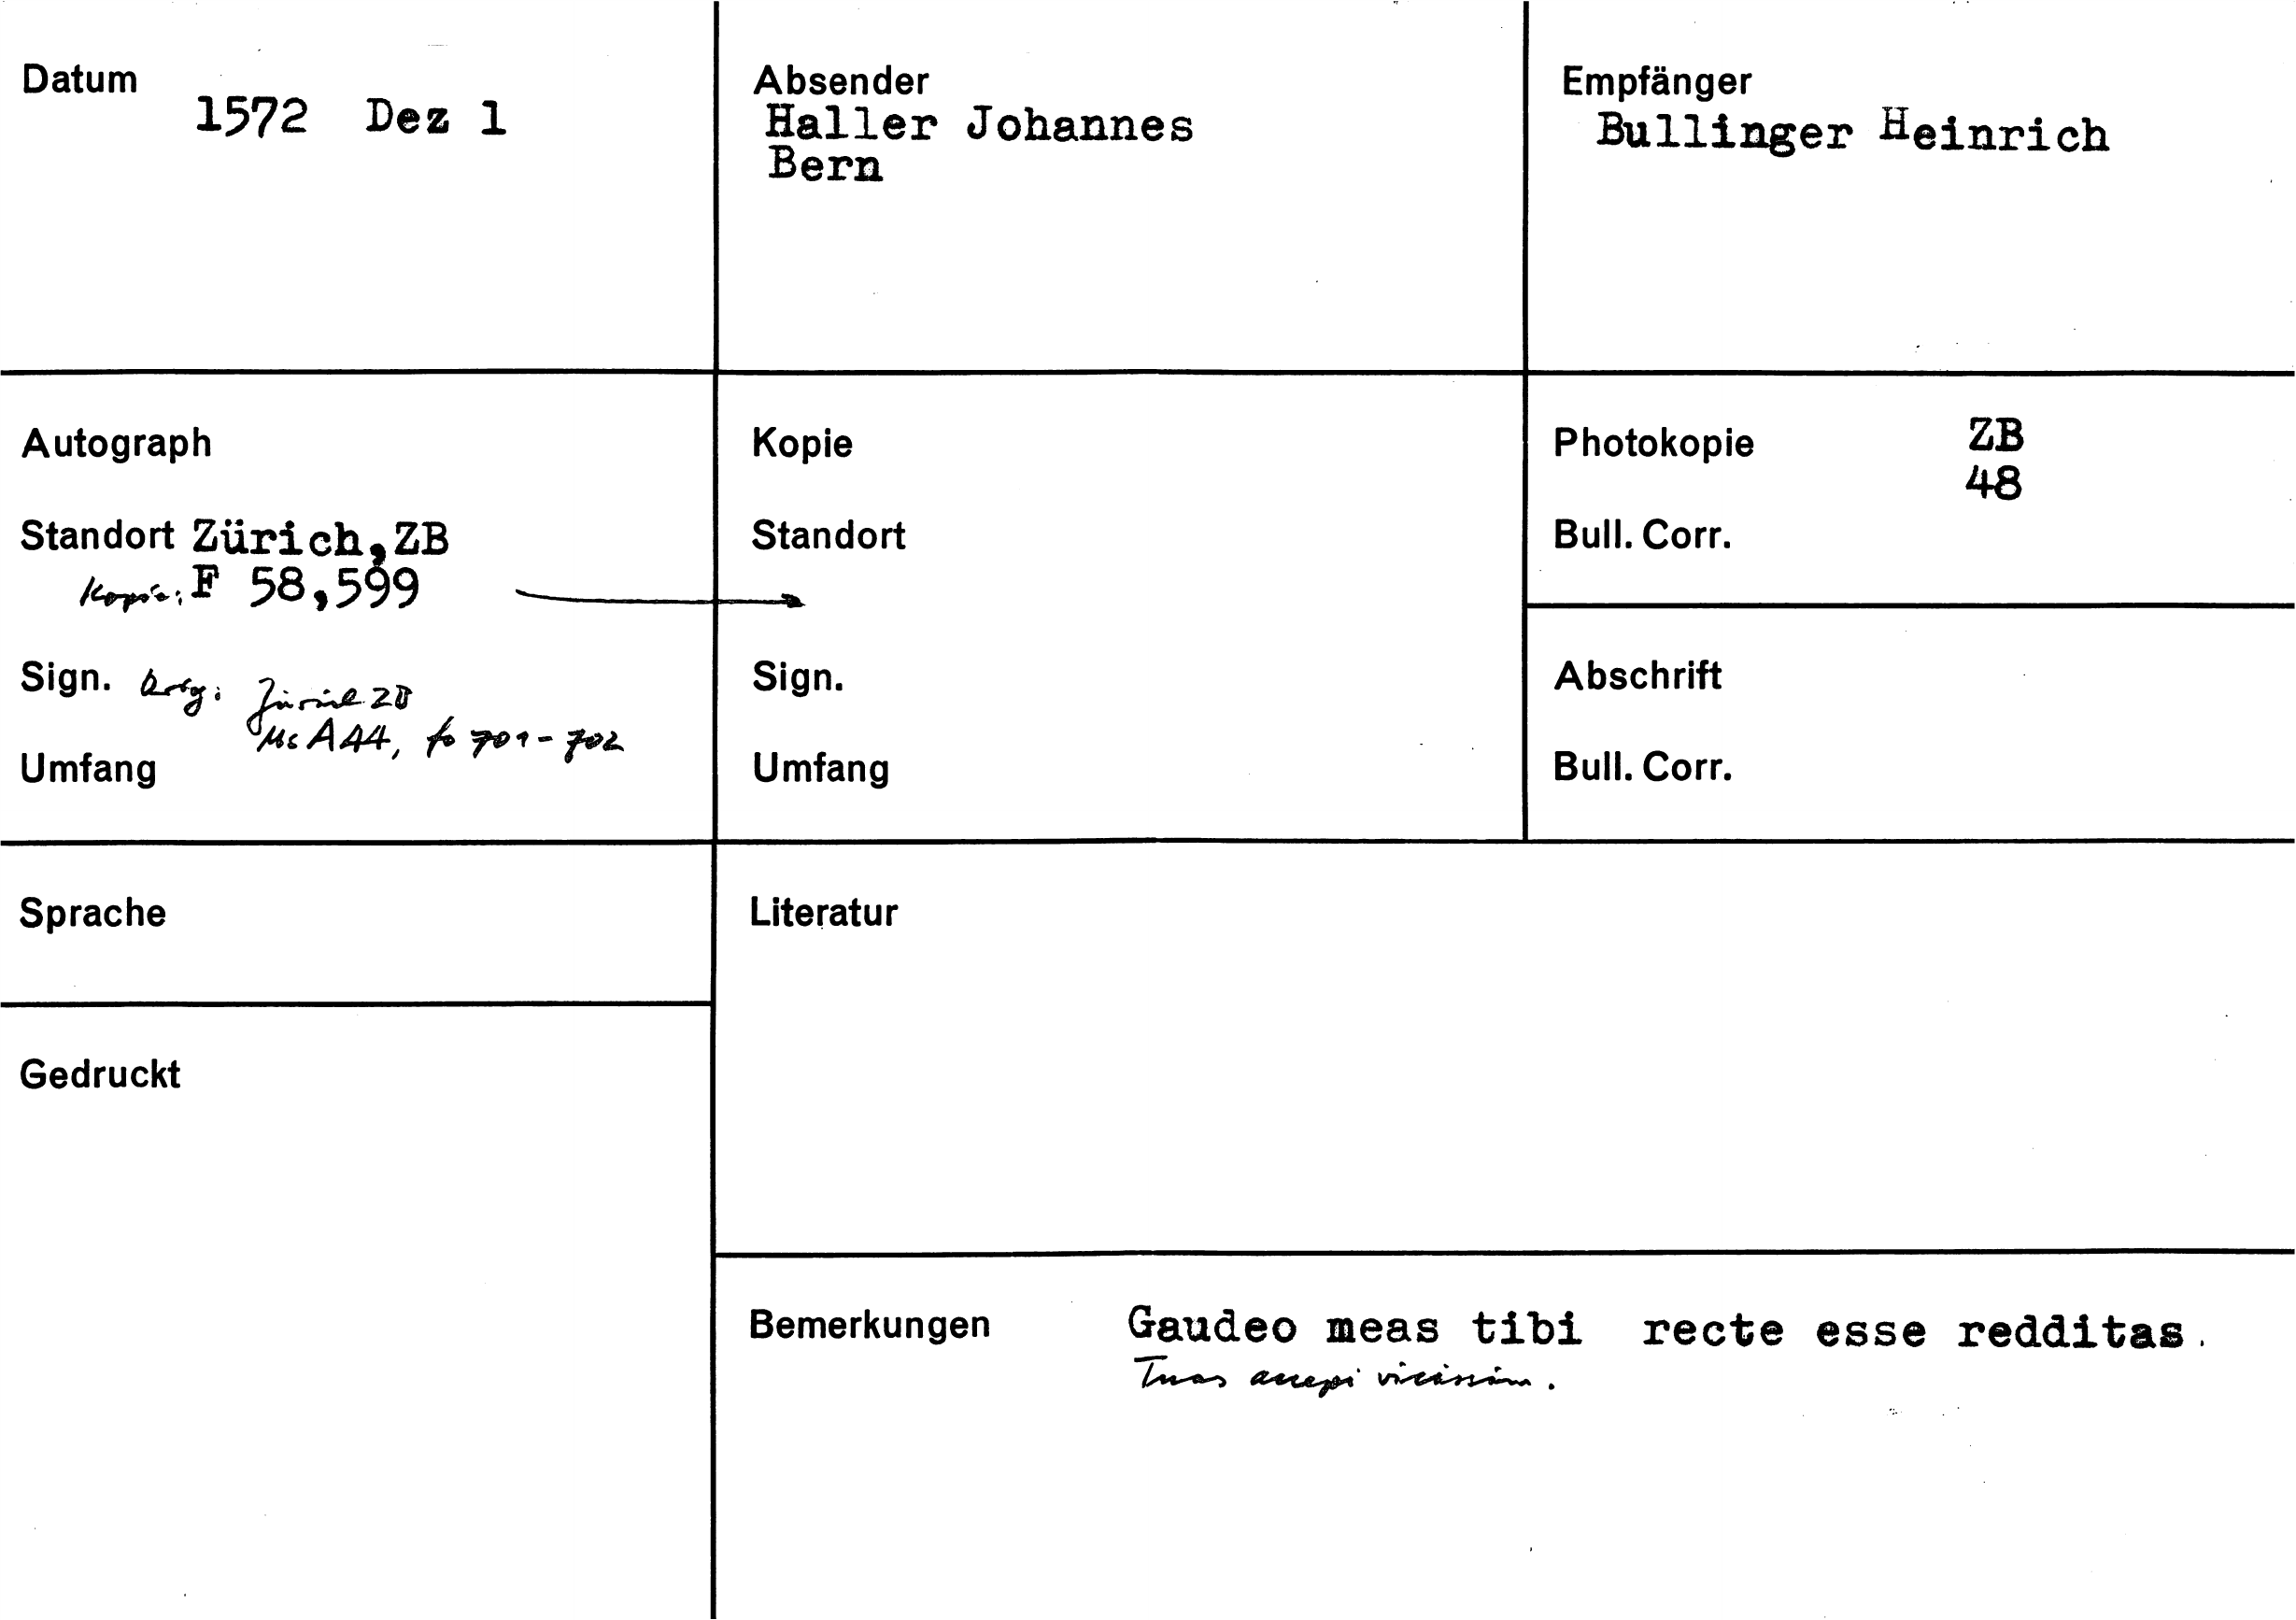 Datum
1572 Dez 1
Absender
Haller Johannes
Bern
Empfänger
Bullinger Heinrich
Autograph
Standort Zürich, ZB
Kopie: F 58,599
Sign. Orig: Zürich ZB
Ms A 44, fo 701-702
Umfang
Kopie
Standort
Sign.
Umfang
Photokopie ZB
48
Bull. Corr.
Abschrift
Bull. Corr.
Sprache
Gedruckt
Literatur
Bemerkungen Gaudeo meas tibi recte esse redditas.
Tuas accepi vicissim.